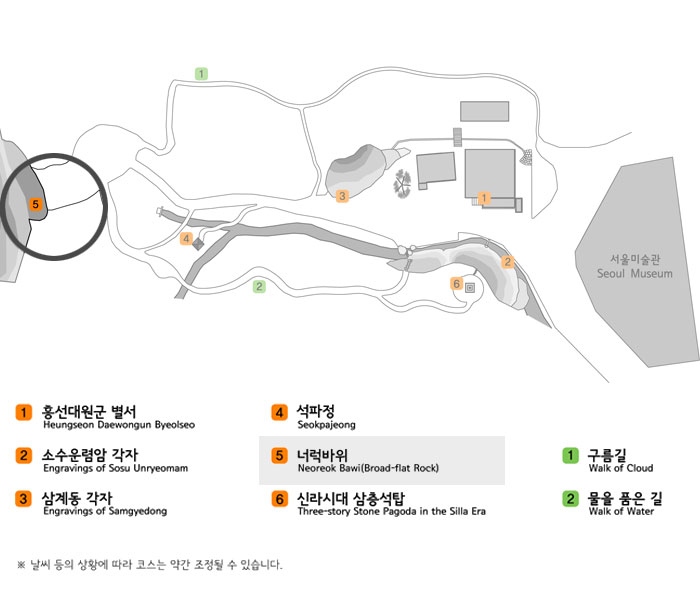 1
5
3
1
4
2
6
2
서울미술관
Seoul Museum
1 흥선대원군 별서
Heungseon Daewongun Byeolseo
2 소수운렴암 각자
Engravings of Sosu Unryeomam
3 삼계동 각자
Engravings of Samgyedong
4 석파정
Seokpajeong
5 너럭바위
Neoreok Bawi(Broad-flat Rock)
6 신라시대 삼층석탑
Three-story Stone Pagoda in the Silla Era
1 구름길
Walk of Cloud
2 물을 품은 길
Walk of Water
※ 날씨 등의 상황에 따라 코스는 약간 조정될 수 있습니다.